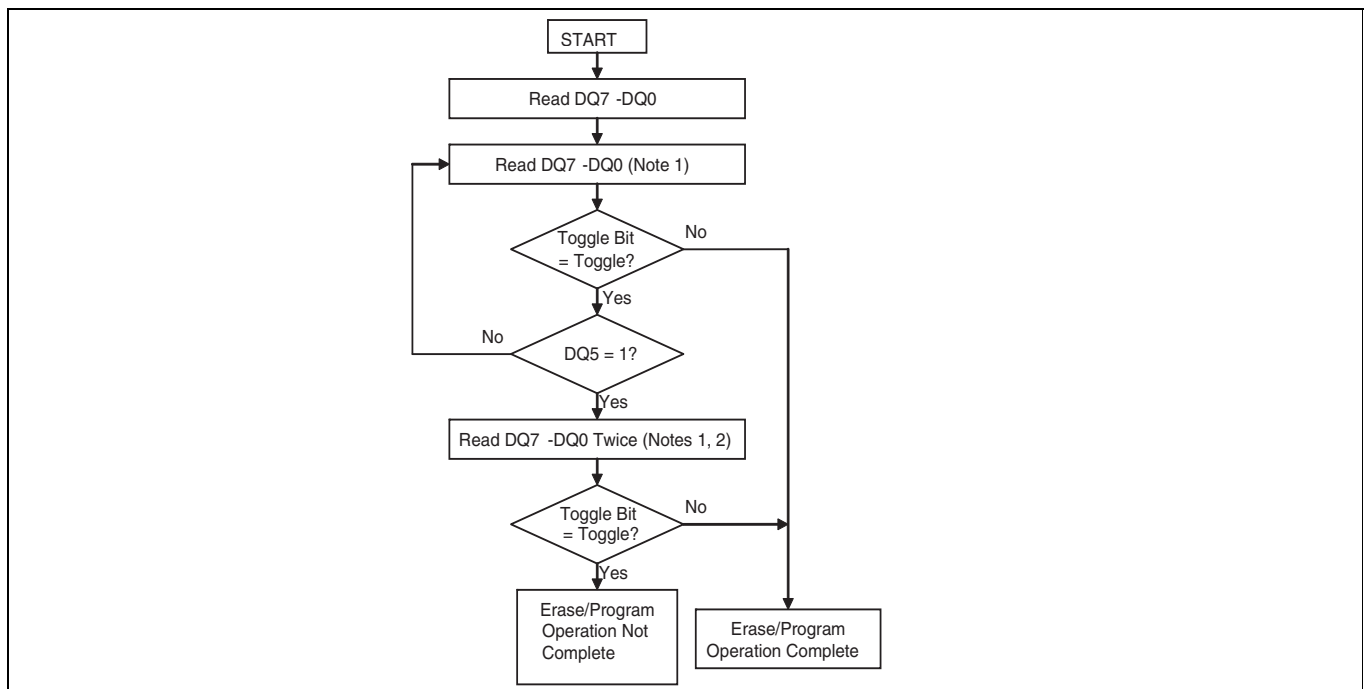 START
Read DQ7 -DQ0
Read DQ7 -DQ0 (Note 1)
Toggle Bit
= Toggle?
No
Yes
No
DQ5 = 1?
Yes
Read DQ7 -DQ0 Twice (Notes 1, 2)
Toggle Bit
= Toggle?
No
Yes
Erase/Program
Operation Not
Complete
Erase/Program
Operation Complete